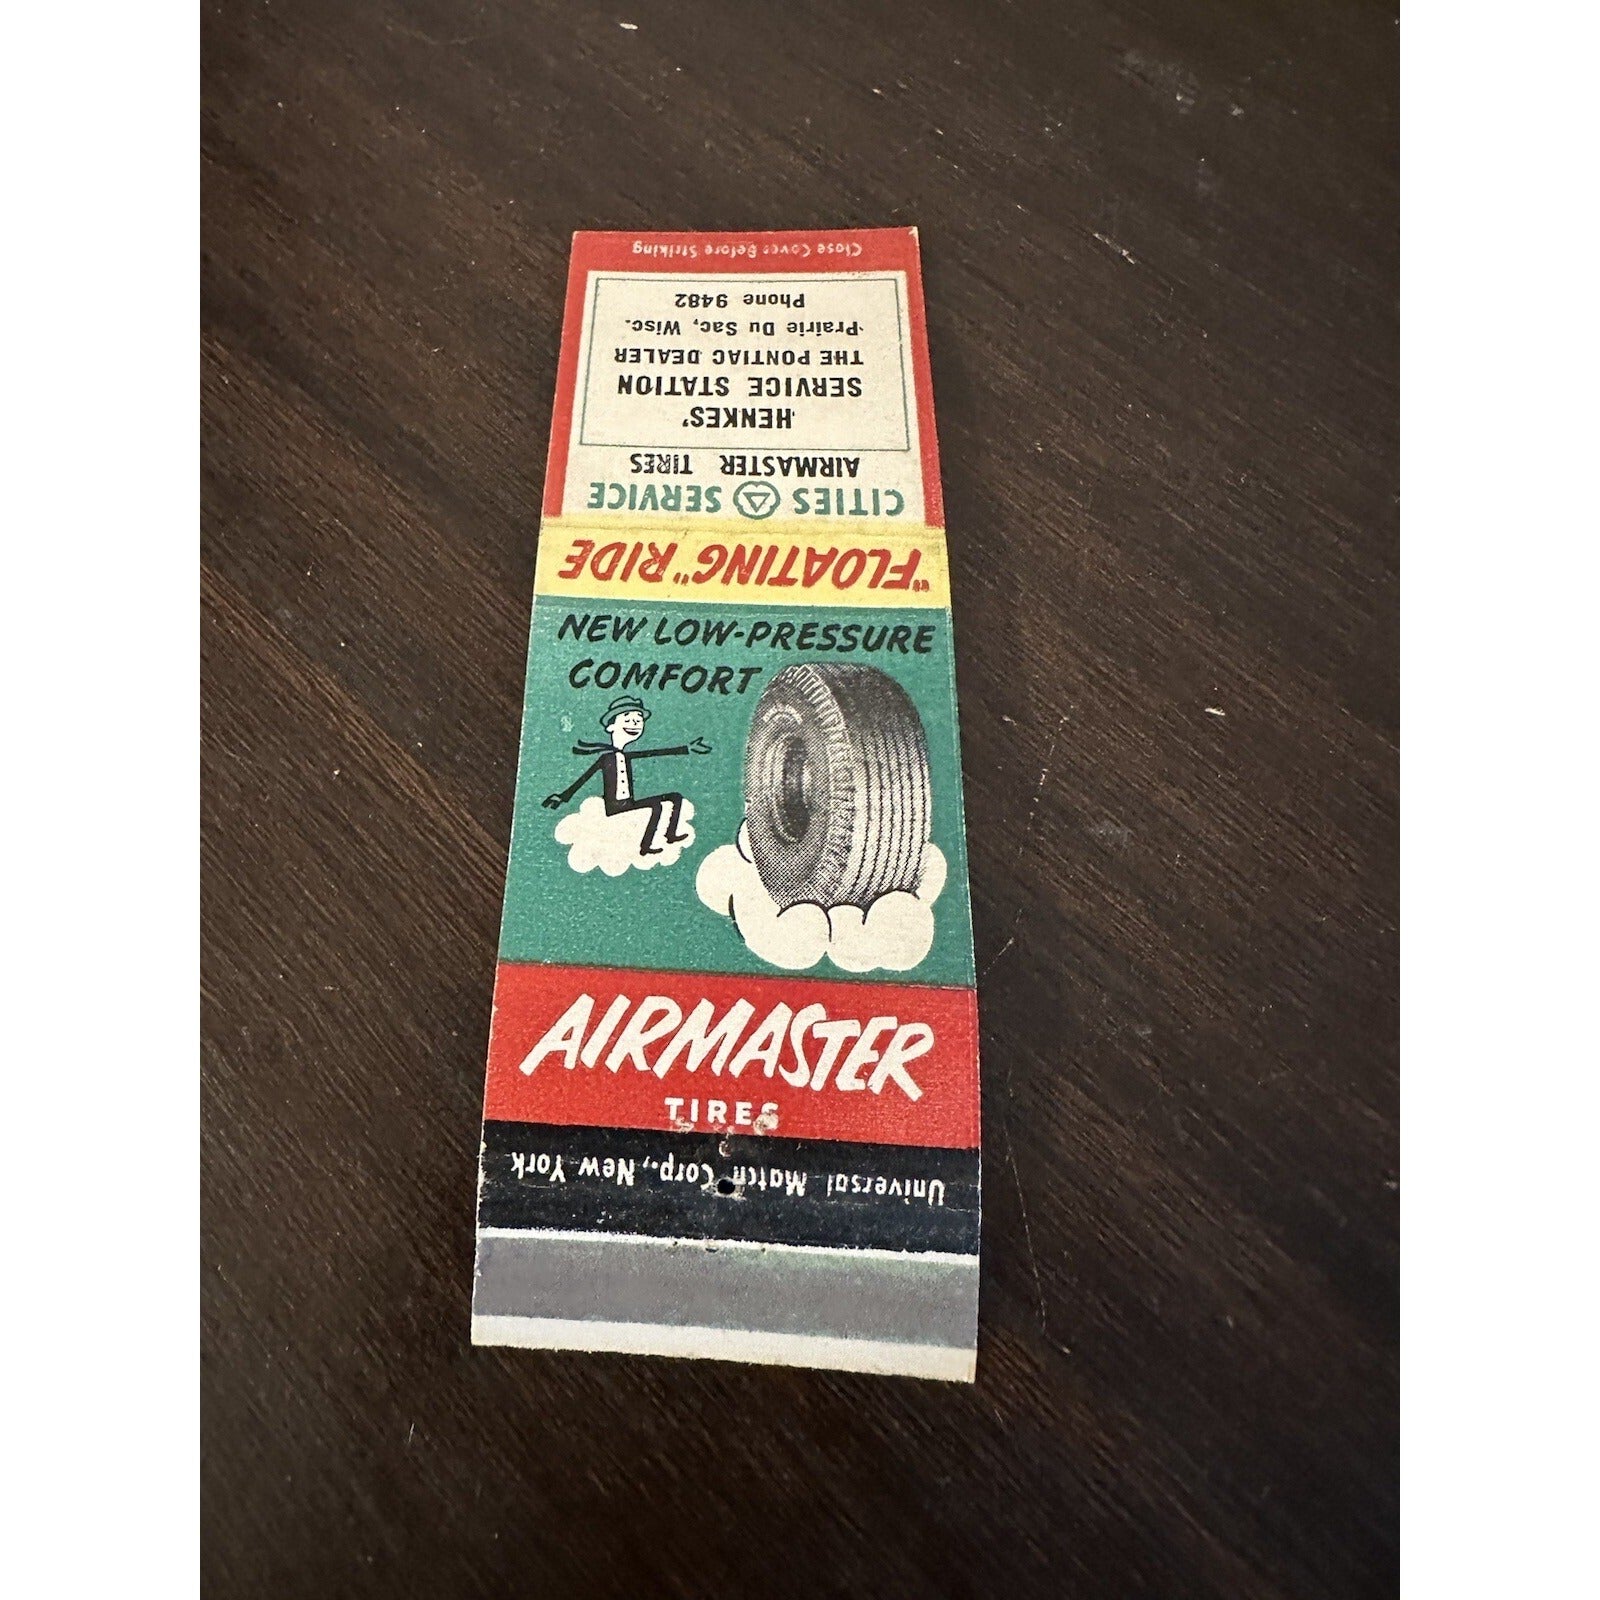 Close Cover Before Striking
HENKES'
SERVICE STATION
THE PONTIAC DEALER
Prairie Du Sac, Wisc.
Phone 9482
CITIES SERVICE
AIRMASTER TIRES
"FLOATING" RIDE
NEW LOW-PRESSURE
COMFORT
AIRMASTER
TIRES
Universal Match Corp., New York